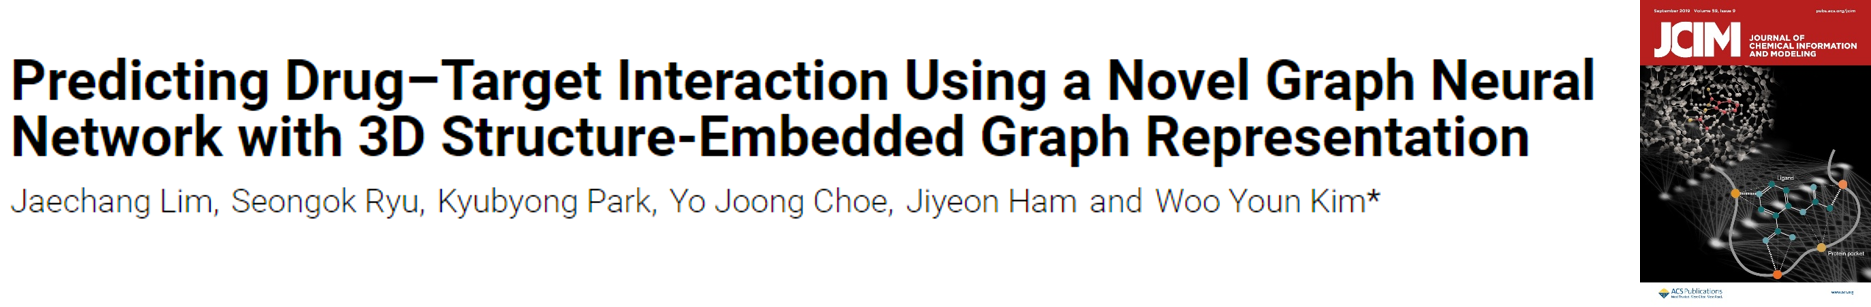 Predicting Drug–Target Interaction Using a Novel Graph Neural
Network with 3D Structure-Embedded Graph Representation
Jaechang Lim, Seongok Ryu, Kyubyong Park, Yo Joong Choe, Jiyeon Ham and Woo Youn Kim*
September 2019 Volume 59, Issue 9
pubs.acs.org/jcim
JCIM
JOURNAL OF
CHEMICAL INFORMATION
AND MODELING
Ligand
Protein pocket
ACS Publications
www.acs.org